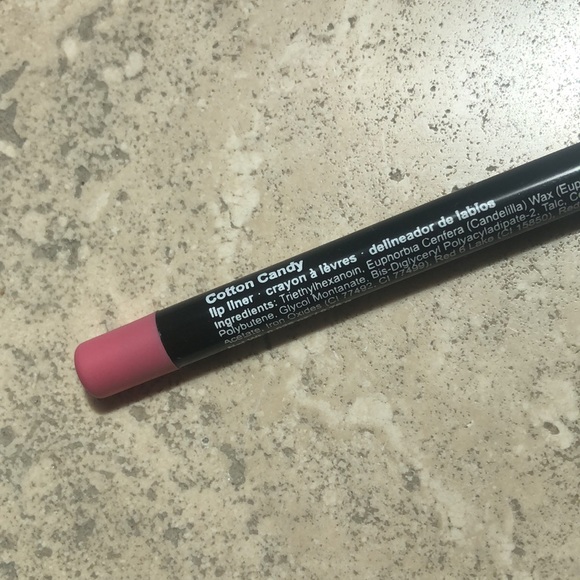 Cotton Candy
lip liner · crayon à lèvres · delineador de labios
Ingredients: Triethylhexanoin, Euphorbia Cerifera (Candelilla) Wax (Eup
Polybutene, Glycol Montanate, Bis-Diglyceryl Polyacyladipate-2, Talc, C
Acetate, Iron Oxides (CI 77492, CI 77499), Red 6 Lake (CI 15850), Red